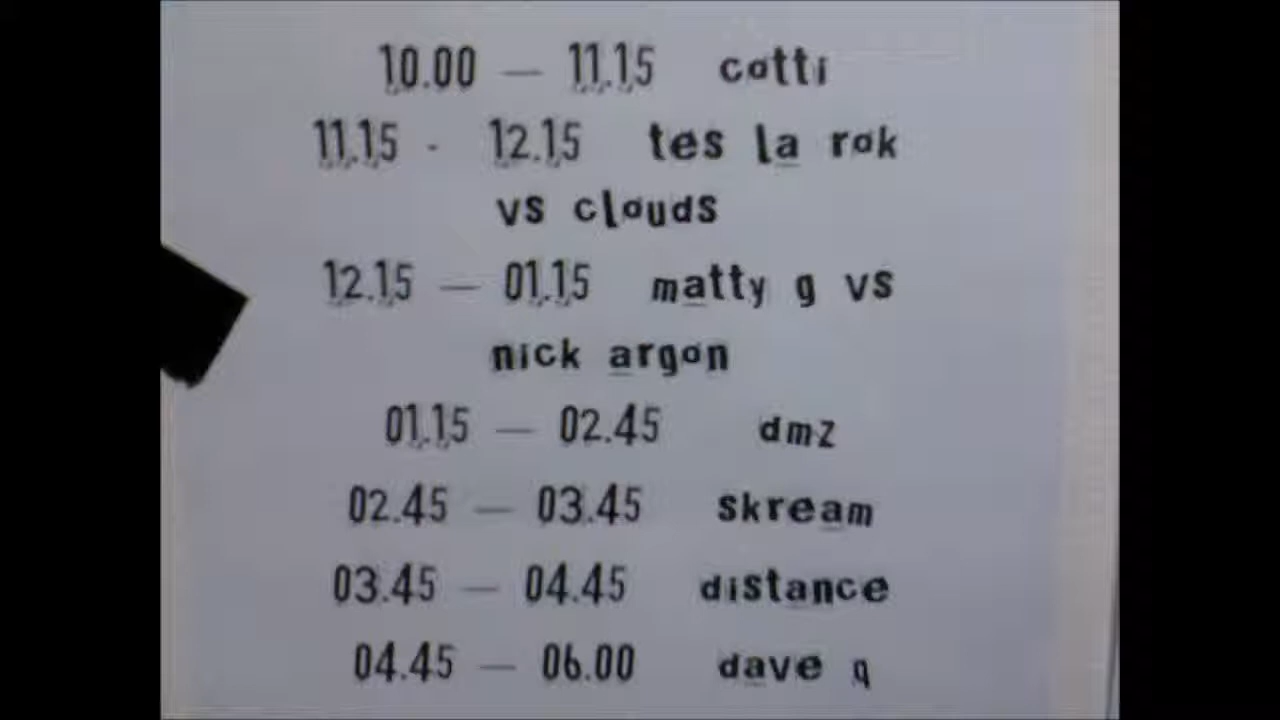 10.00 — 11.15 cotti
11.15 - 12.15 tes la rok
vs clouds
12.15 — 01.15 matty g vs
nick argon
01.15 — 02.45 dmz
02.45 — 03.45 skream
03.45 — 04.45 distance
04.45 — 06.00 dave q